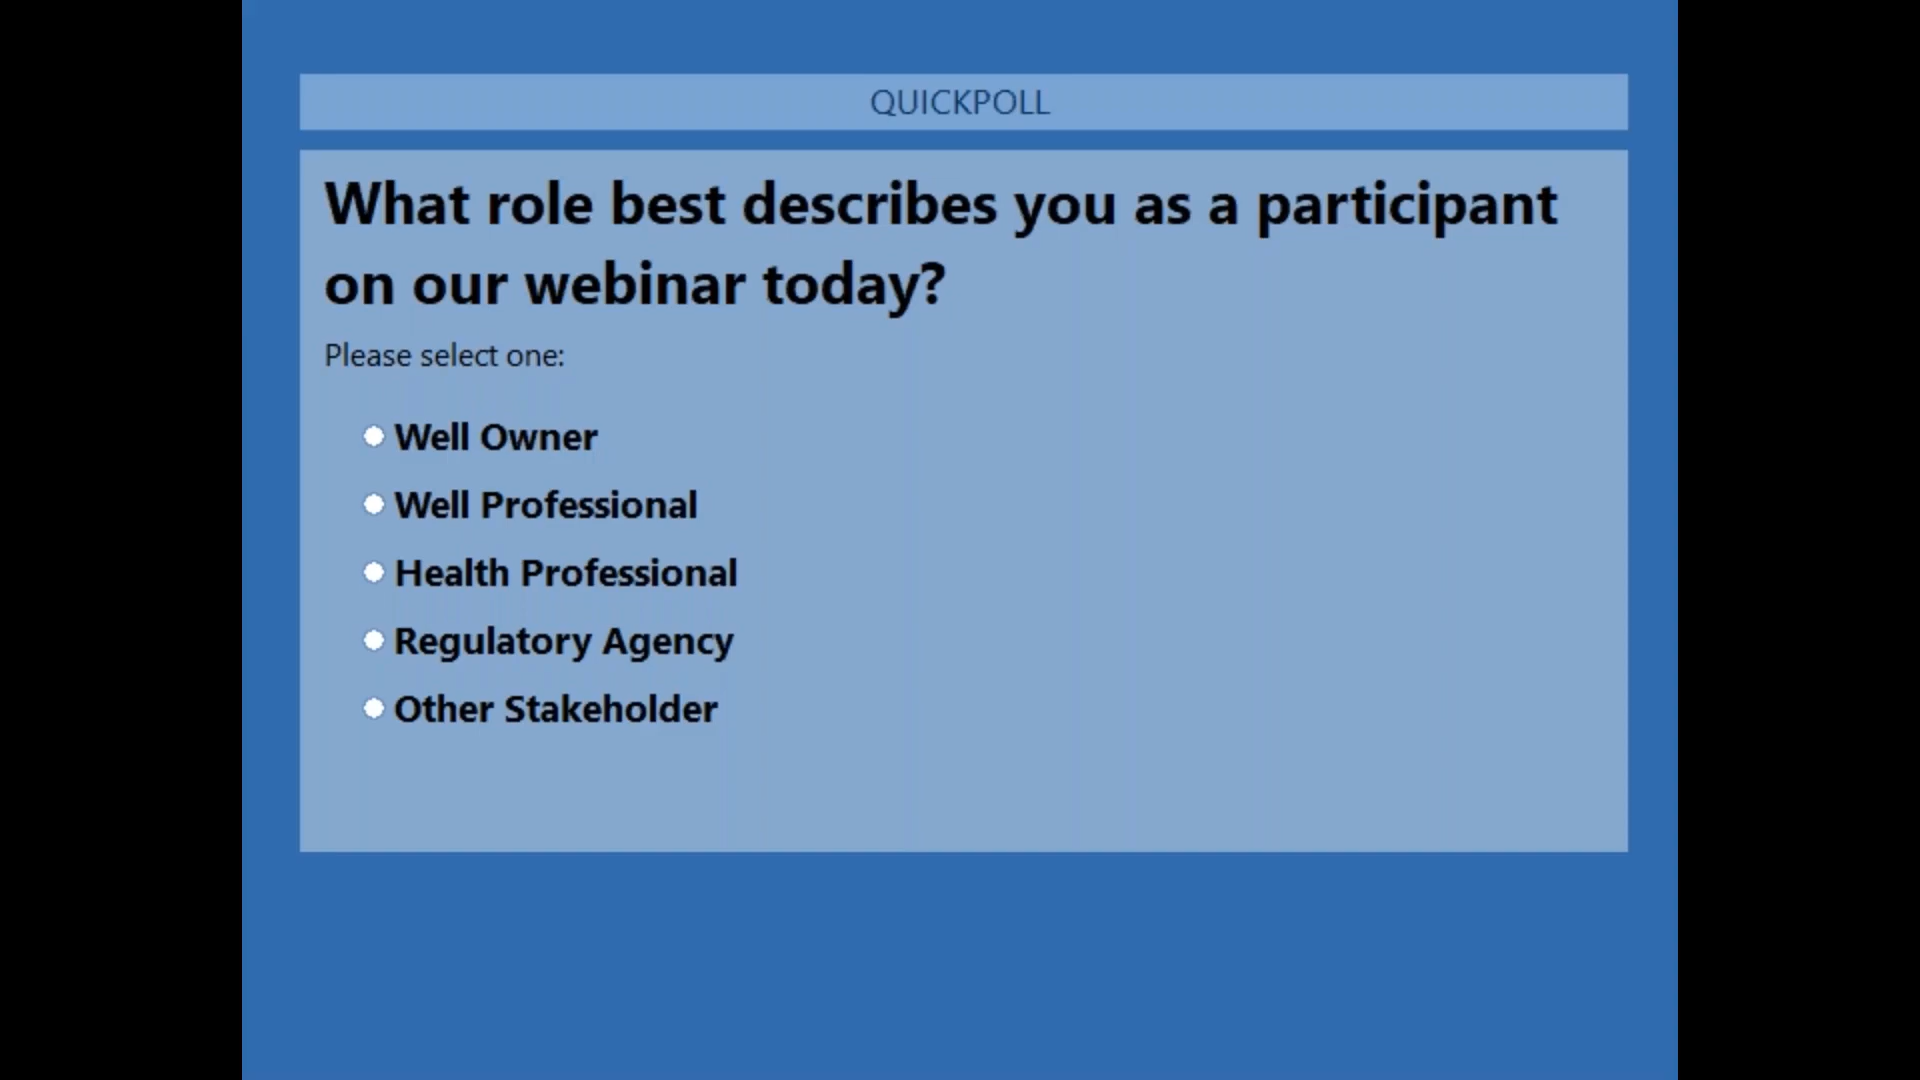 QUICKPOLL
What role best describes you as a participant
on our webinar today?
Please select one:
Well Owner
Well Professional
Health Professional
Regulatory Agency
Other Stakeholder